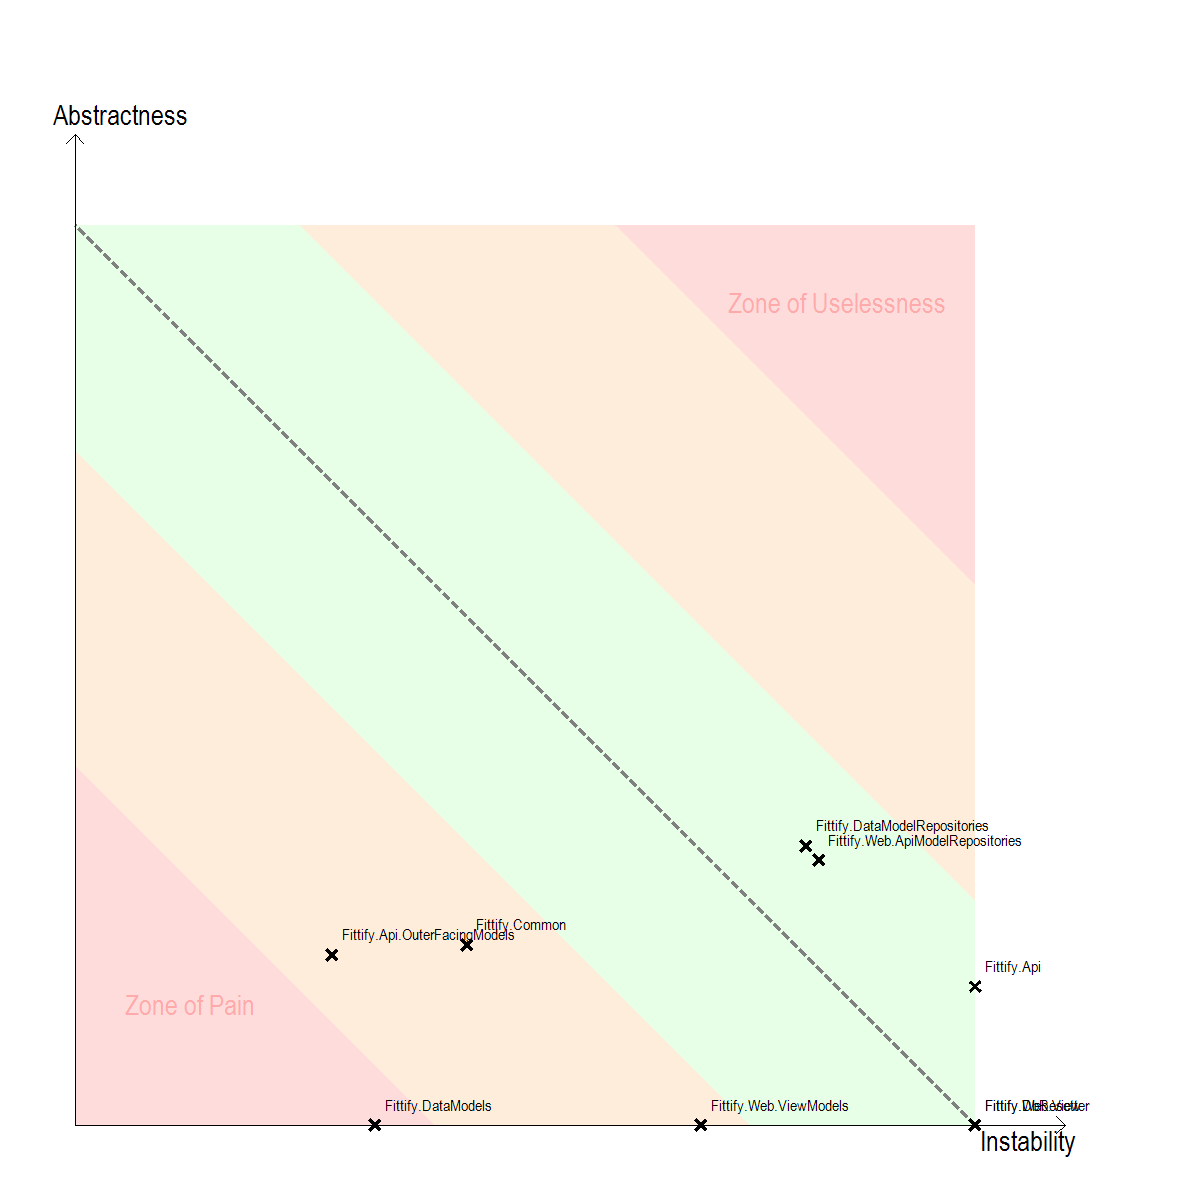 Abstractness
Zone of Uselessness
Fittify.DataModelRepositories
Fittify.Web.ApiModelRepositories
Fittify.Common
Fittify.Api.OuterFacingModels
Fittify.Api
Zone of Pain
Fittify.DataModels
Fittify.Web.ViewModels
Instability